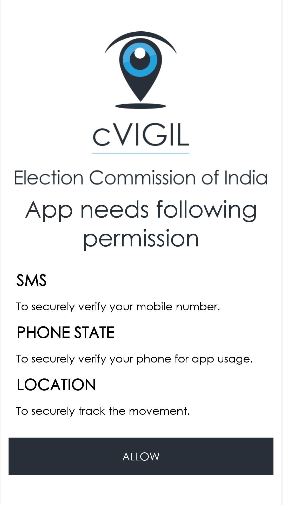 cVIGIL
Election Commission of India
App needs following
permission
SMS
To securely verify your mobile number.
PHONE STATE
To securely verify your phone for app usage.
LOCATION
To securely track the movement.
ALLOW